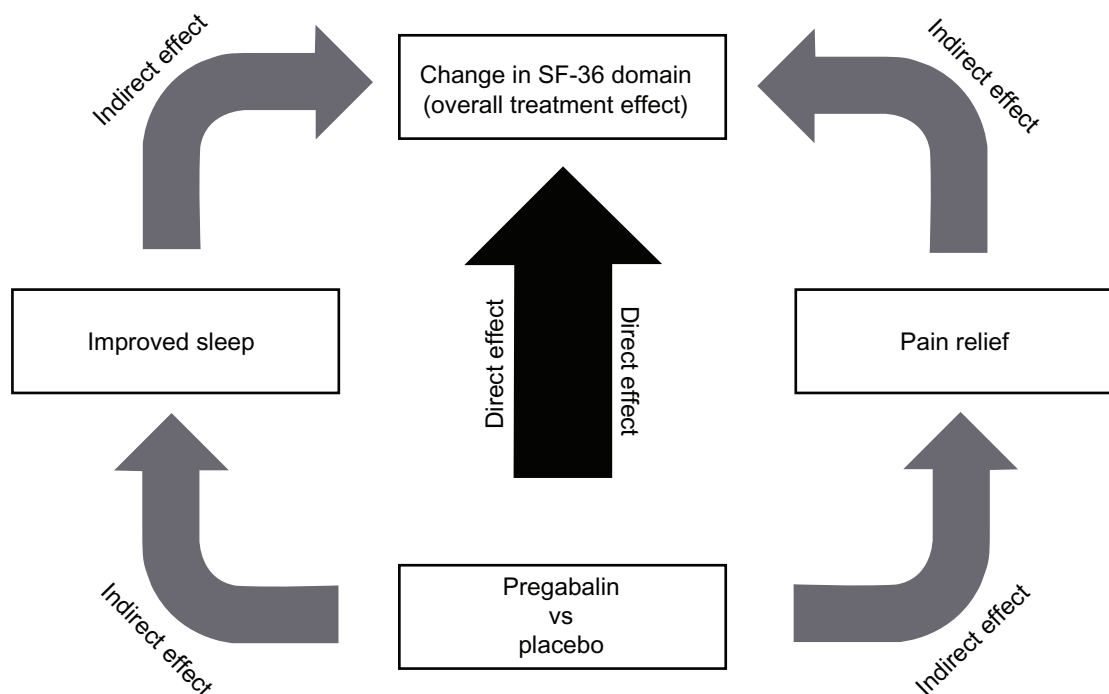 Indirect effect
Change in SF-36 domain
(overall treatment effect)
Indirect effect
Improved sleep
Direct effect
Direct effect
Pain relief
Indirect effect
Pregabalin
vs
placebo
Indirect effect